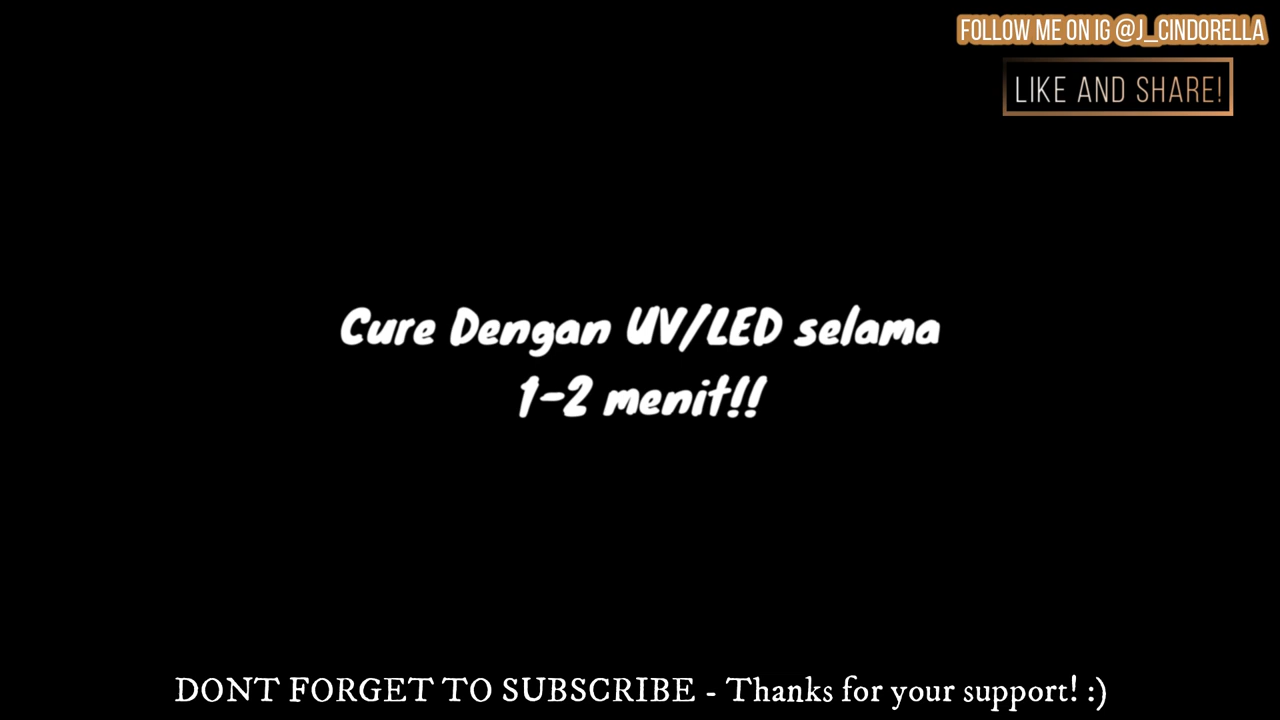 FOLLOW ME ON IG @J_CINDORELLA
LIKE AND SHARE!
Cure Dengan UV/LED selama
1-2 menit!!
DONT FORGET TO SUBSCRIBE - Thanks for your support! :)